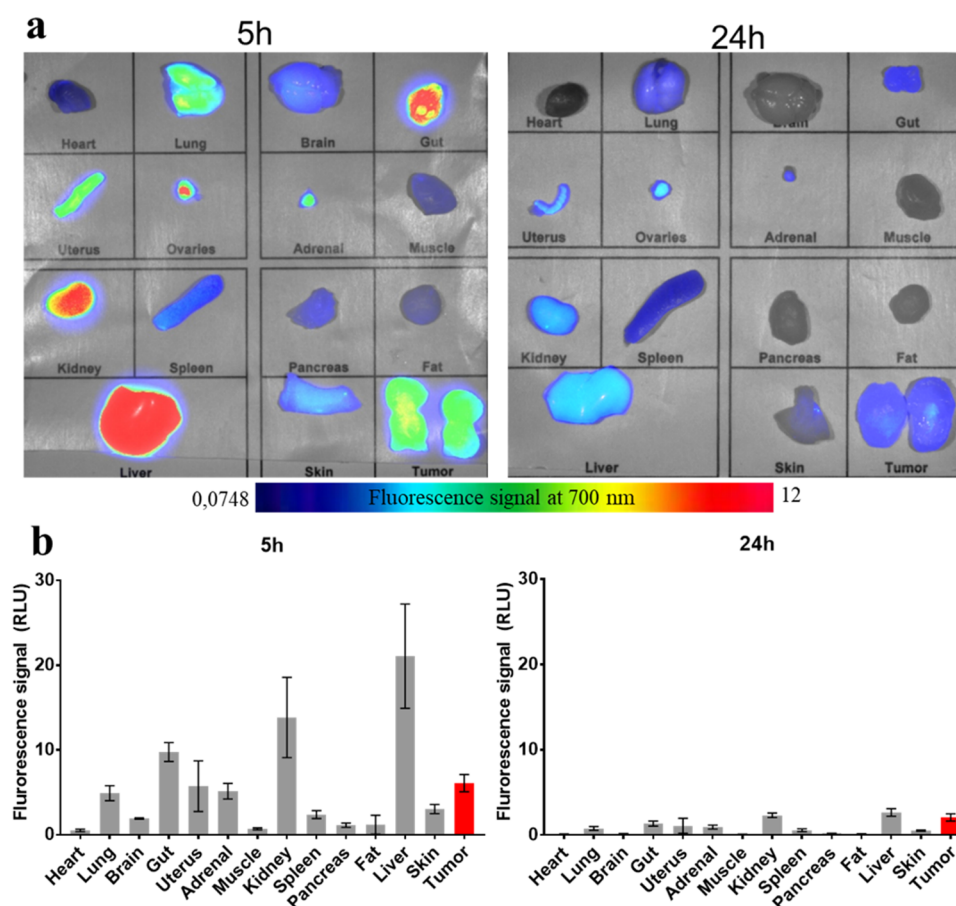 a
5h
24h
Heart Lung Brain Gut
Uterus Ovaries Adrenal Muscle
Kidney Spleen Pancreas Fat
Liver Skin Tumor
Heart Lung Brain Gut
Uterus Ovaries Adrenal Muscle
Kidney Spleen Pancreas Fat
Liver Skin Tumor
0,0748 Fluorescence signal at 700 nm 12
b
5h
24h
Flurorescence signal (RLU)
30
20
10
0
Heart Lung Brain Gut Uterus Adrenal Muscle Kidney Spleen Pancreas Fat Liver Skin Tumor
Flurorescence signal (RLU)
30
20
10
0
Heart Lung Brain Gut Uterus Adrenal Muscle Kidney Spleen Pancreas Fat Liver Skin Tumor